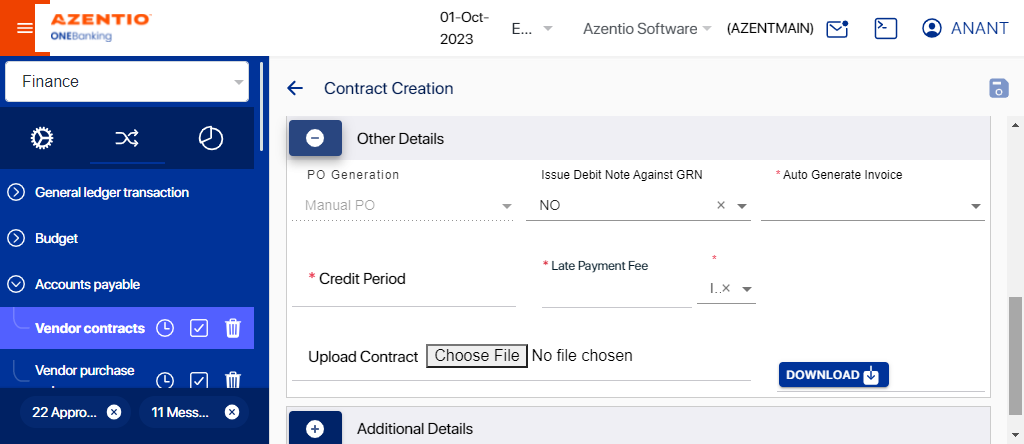 AZENTIO
ONEBanking
01-Oct-
2023
E...
Azentio Software
(AZENTMAIN)
ANANT
Finance
General ledger transaction
Budget
Accounts payable
Vendor contracts
Vendor purchase
22 Appro...
11 Mess...
Contract Creation
Other Details
PO Generation
Issue Debit Note Against GRN
* Auto Generate Invoice
Manual PO
NO ×
* Credit Period
* Late Payment Fee
*
I..×
Upload Contract Choose File No file chosen
DOWNLOAD
Additional Details